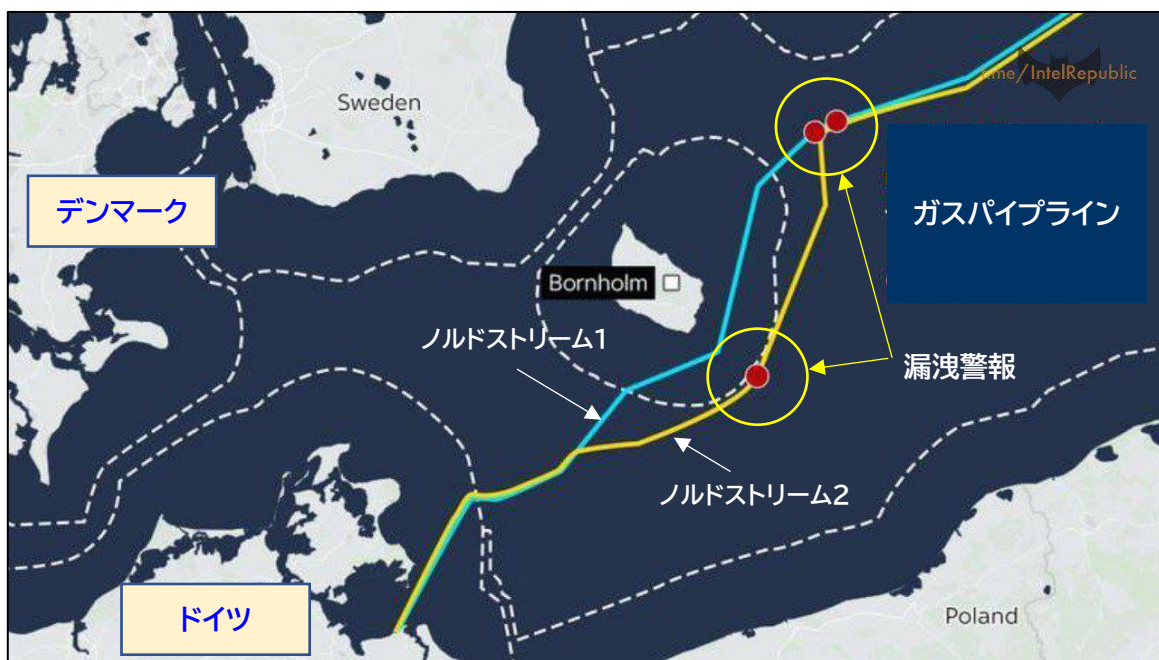 .me/IntelRepublic
Sweden
デンマーク
ガスパイプライン
Bornholm
ノルドストリーム1
漏洩警報
ノルドストリーム2
ドイツ
Poland